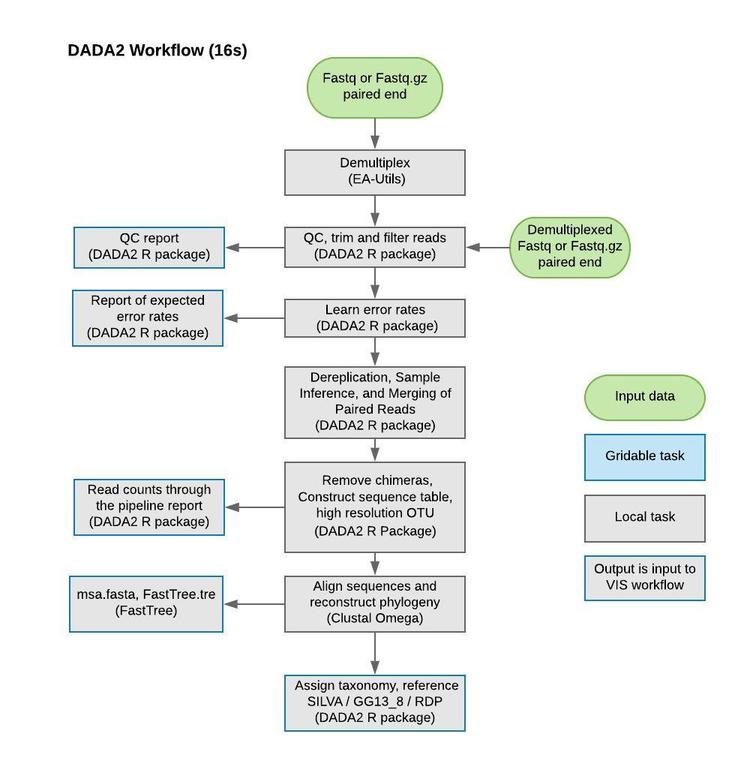 DADA2 Workflow (16s)
Fastq or Fastq.gz
paired end
Demultiplex
(EA-Utils)
QC report
(DADA2 R package)
QC, trim and filter reads
(DADA2 R package)
Demultiplexed
Fastq or Fastq.gz
paired end
Report of expected
error rates
(DADA2 R package)
Learn error rates
(DADA2 R package)
Dereplication, Sample
Inference, and Merging of
Paired Reads
(DADA2 R package)
Read counts through
the pipeline report
(DADA2 R package)
Remove chimeras,
Construct sequence table,
high resolution OTU
(DADA2 R Package)
msa.fasta, FastTree.tre
(FastTree)
Align sequences and
reconstruct phylogeny
(Clustal Omega)
Assign taxonomy, reference
SILVA / GG13_8 / RDP
(DADA2 R package)
Input data
Gridable task
Local task
Output is input to
VIS workflow